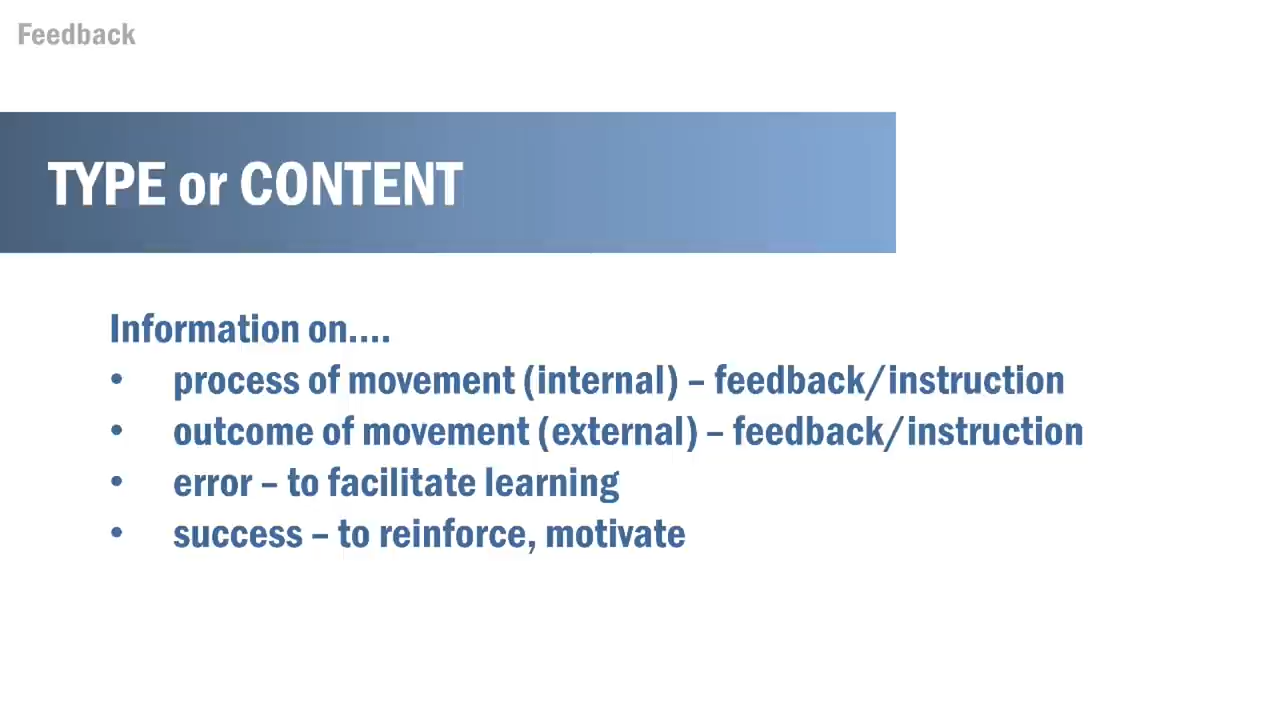 Feedback
TYPE or CONTENT
Information on....
• process of movement (internal) – feedback/instruction
• outcome of movement (external) – feedback/instruction
• error – to facilitate learning
• success – to reinforce, motivate